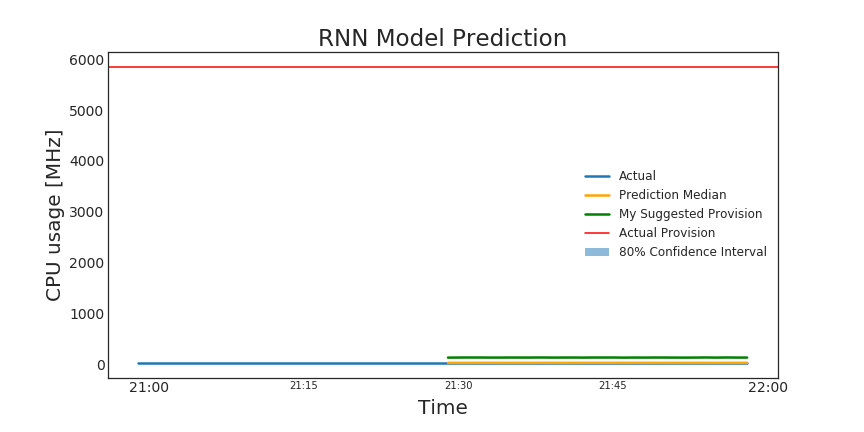 RNN Model Prediction
CPU usage [MHz]
6000
5000
4000
3000
2000
1000
0
Actual
Prediction Median
My Suggested Provision
Actual Provision
80% Confidence Interval
21:00 21:15 21:30 21:45 22:00
Time